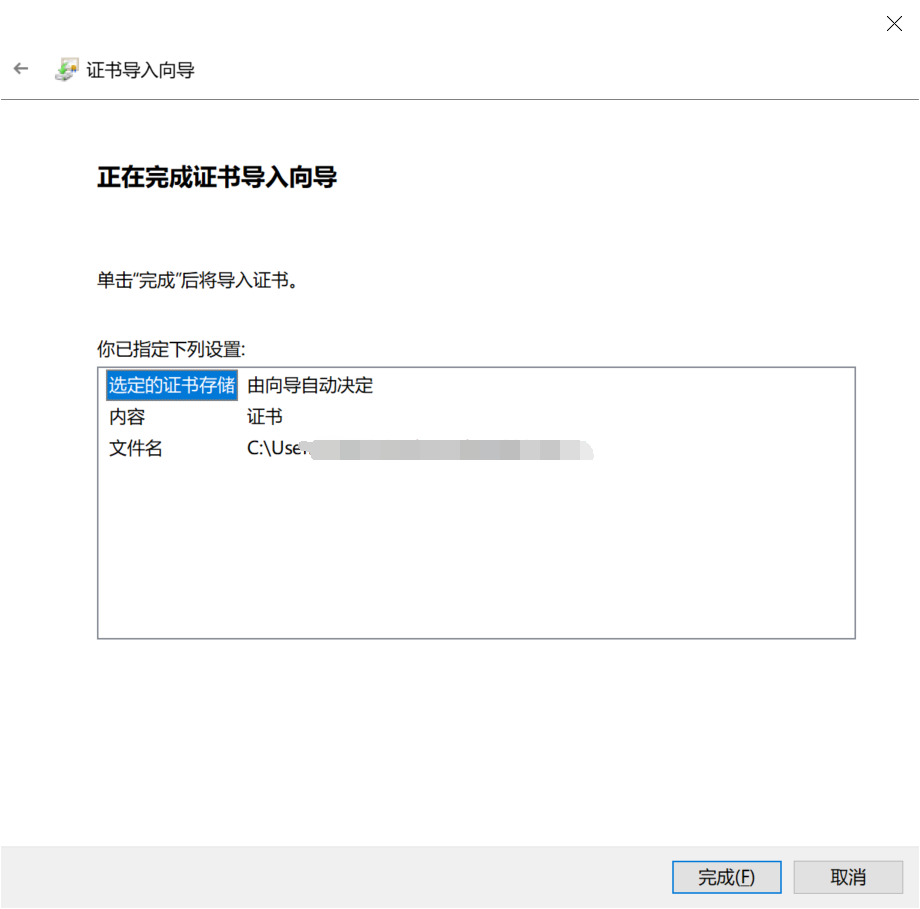 证书导入向导
正在完成证书导入向导
单击“完成”后将导入证书。
你已指定下列设置:
选定的证书存储 由向导自动决定
内容 证书
文件名 C:\User
完成(F) 取消